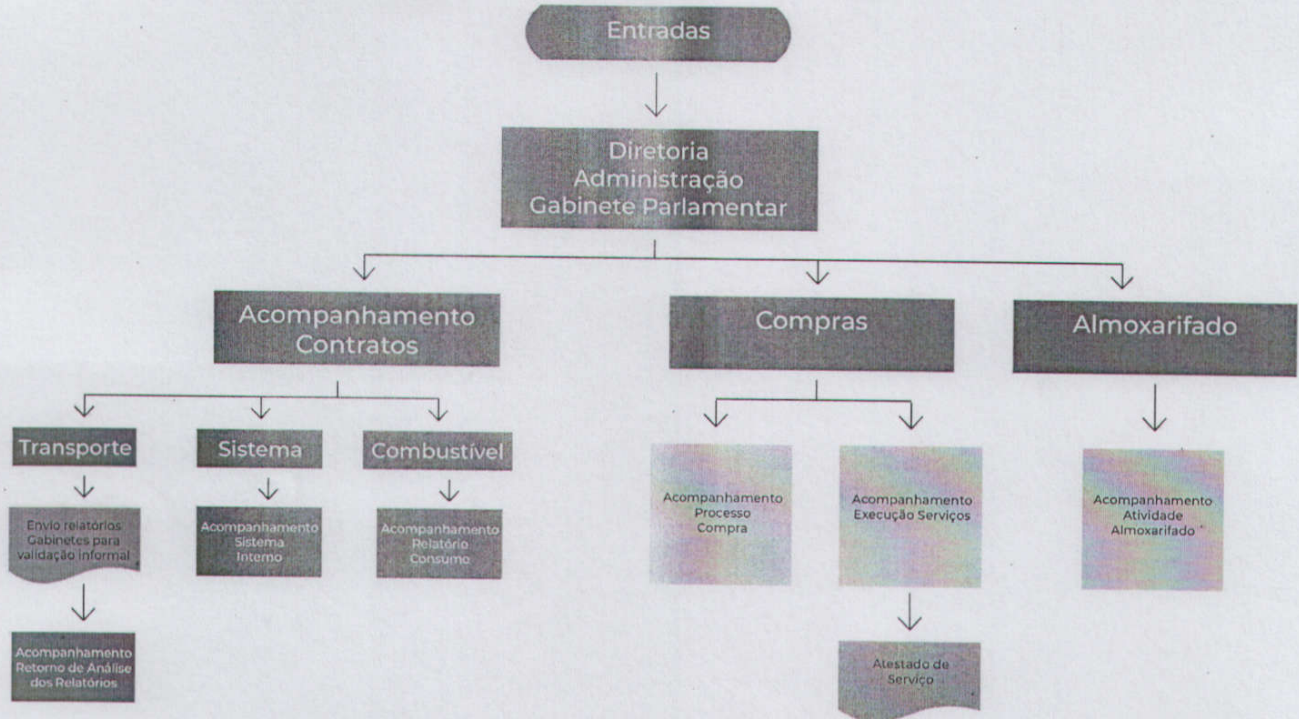 Entradas
Diretoria
Administração
Gabinete Parlamentar
Acompanhamento
Contratos
Compras
Almoxarifado
Transporte
Sistema
Combustível
Envio relatórios
Gabinetes para
validação informal
Acompanhamento
Sistema
Interno
Acompanhamento
Relatório
Consumo
Acompanhamento
Processo
Compra
Acompanhamento
Execução Serviços
Acompanhamento
Atividade
Almoxarifado
Acompanhamento
Retorno de Análise
dos Relatórios
Atestado de
Serviço